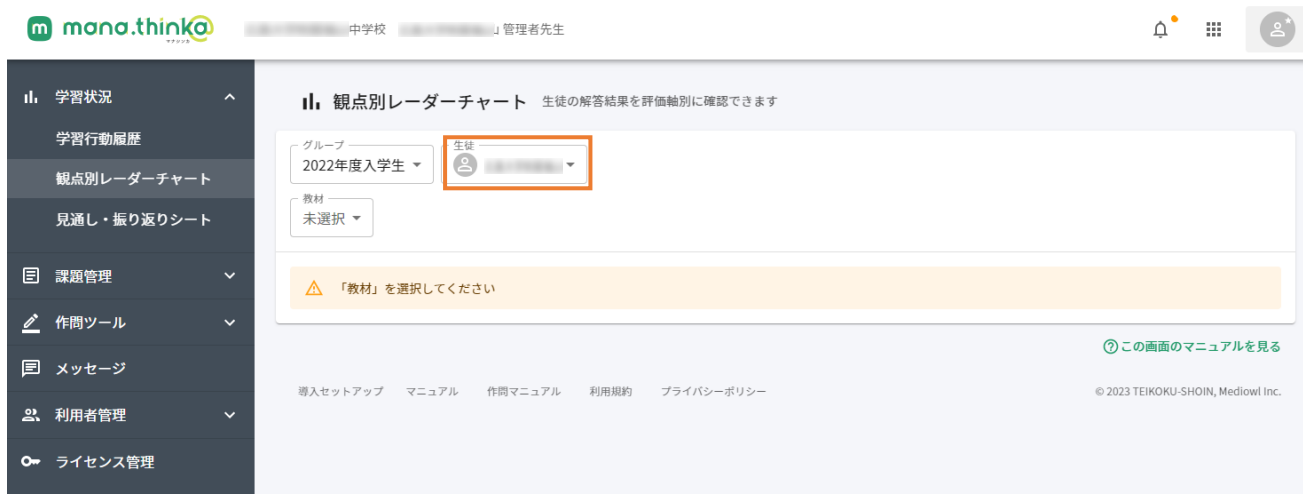 m mana.thinka マナシンカ 中学校 管理者先生
学習状況
学習行動履歴
観点別レーダーチャート
見通し・振り返りシート
課題管理
作問ツール
メッセージ
利用者管理
ライセンス管理
観点別レーダーチャート 生徒の解答結果を評価軸別に確認できます
グループ 生徒
2022年度入学生
教材
未選択
「教材」を選択してください
この画面のマニュアルを見る
導入セットアップ マニュアル 作問マニュアル 利用規約 プライバシーポリシー © 2023 TEIKOKU-SHOIN, Mediowl Inc.